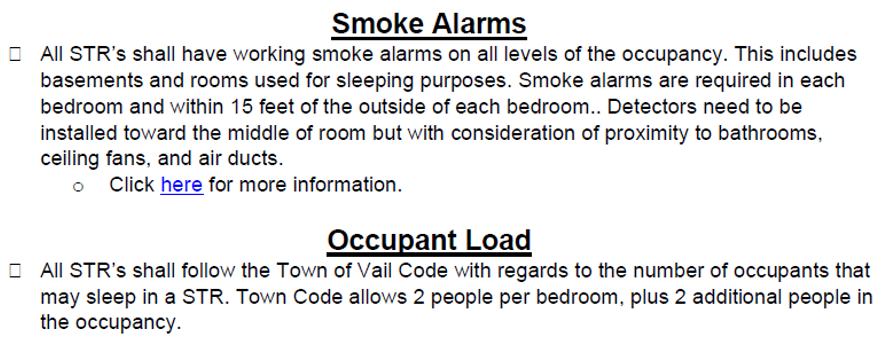 Smoke Alarms
□ All STR's shall have working smoke alarms on all levels of the occupancy. This includes
basements and rooms used for sleeping purposes. Smoke alarms are required in each
bedroom and within 15 feet of the outside of each bedroom.. Detectors need to be
installed toward the middle of room but with consideration of proximity to bathrooms,
ceiling fans, and air ducts.
o Click here for more information.
Occupant Load
□ All STR's shall follow the Town of Vail Code with regards to the number of occupants that
may sleep in a STR. Town Code allows 2 people per bedroom, plus 2 additional people in
the occupancy.